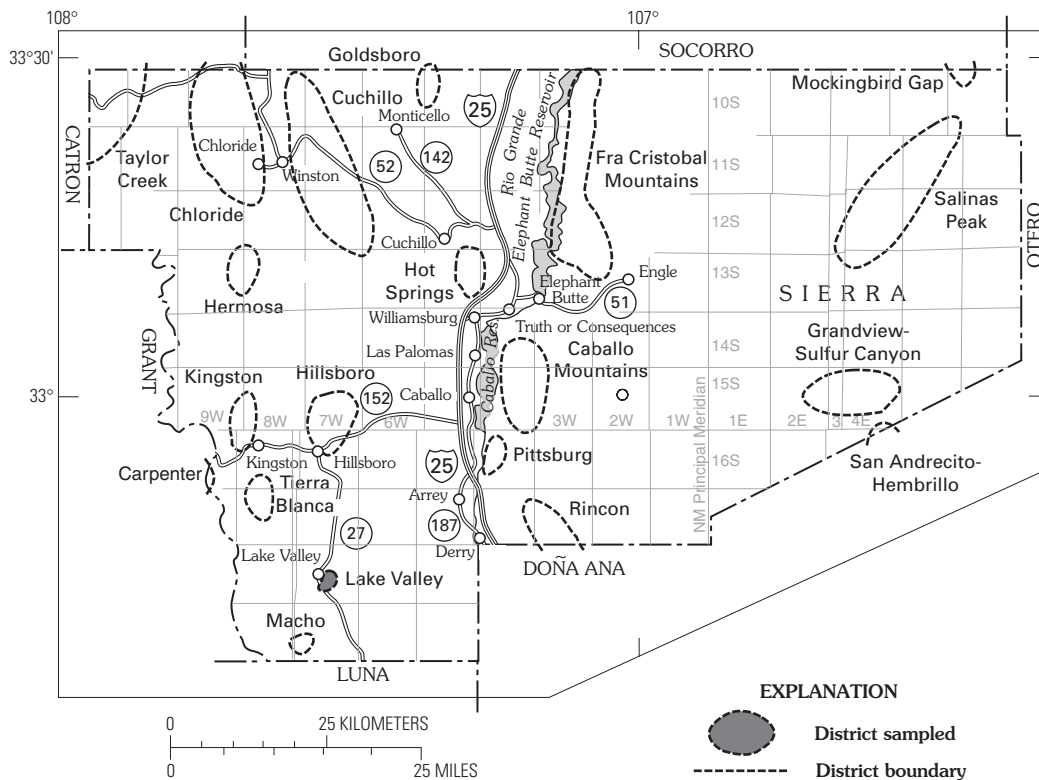 108°
107°
33°30'
SOCORRO
Goldsboro
Mockingbird Gap
Cuchillo
Monticello
25
10S
CATRON
Taylor
Creek
Chloride
Winston
52
142
Rio Grande
Elephant Butte Reservoir
Fra Cristobal
Mountains
11S
Chloride
Salinas
Peak
12S
OTERO
Cuchillo
Hot
Springs
13S
Hermosa
Elephant
Butte
Engle
51
SIERRA
Williamsburg
Truth or Consequences
GRANT
Las Palomas
Caballo Res.
Caballo
Mountains
14S
Grandview-
Sulfur Canyon
Kingston
Hillsboro
152
Caballo
15S
33°
9W
8W
7W
6W
3W
2W
1W
NM Principal Meridian
1E
2E
3
4E
Carpenter
Kingston
Hillsboro
25
Pittsburg
16S
San Andrecito-
Hembrillo
Tierra
Blanca
Arrey
Rincon
27
187
Derry
Lake Valley
DOÑA ANA
Lake Valley
Macho
LUNA
EXPLANATION
0
25 KILOMETERS
District sampled
0
25 MILES
District boundary